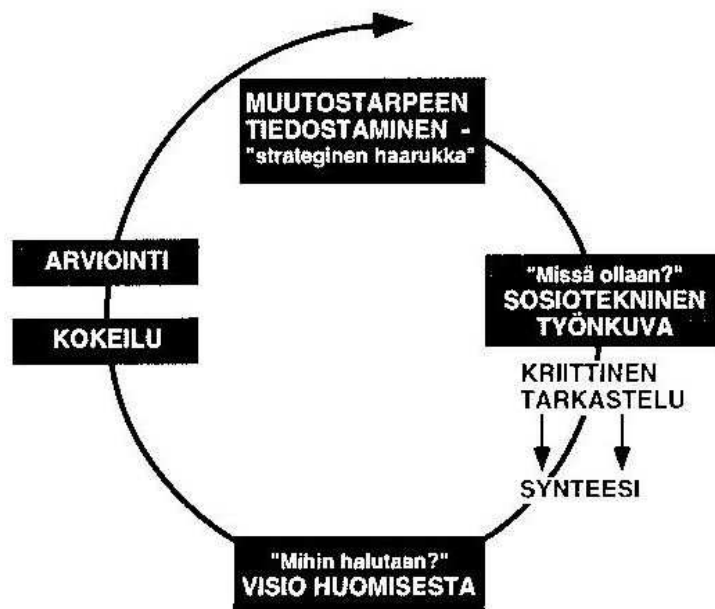 MUUTOSTARPEEN
TIEDOSTAMINEN -
"strateginen haarukka"
"Missä ollaan?"
SOSIOTEKNINEN
TYÖNKUVA
KRIITTINEN
TARKASTELU
SYNTEESI
"Mihin halutaan?"
VISIO HUOMISESTA
KOKEILU
ARVIOINTI